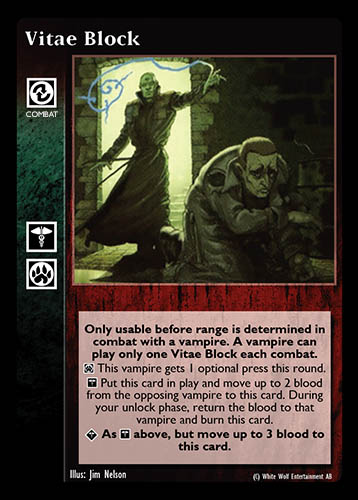 Vitae Block
COMBAT
Only usable before range is determined in
combat with a vampire. A vampire can
play only one Vitae Block each combat.
This vampire gets 1 optional press this round.
Put this card in play and move up to 2 blood
from the opposing vampire to this card. During
your unlock phase, return the blood to that
vampire and burn this card.
As above, but move up to 3 blood to
this card.
Illus: Jim Nelson
(C) White Wolf Entertainment AB